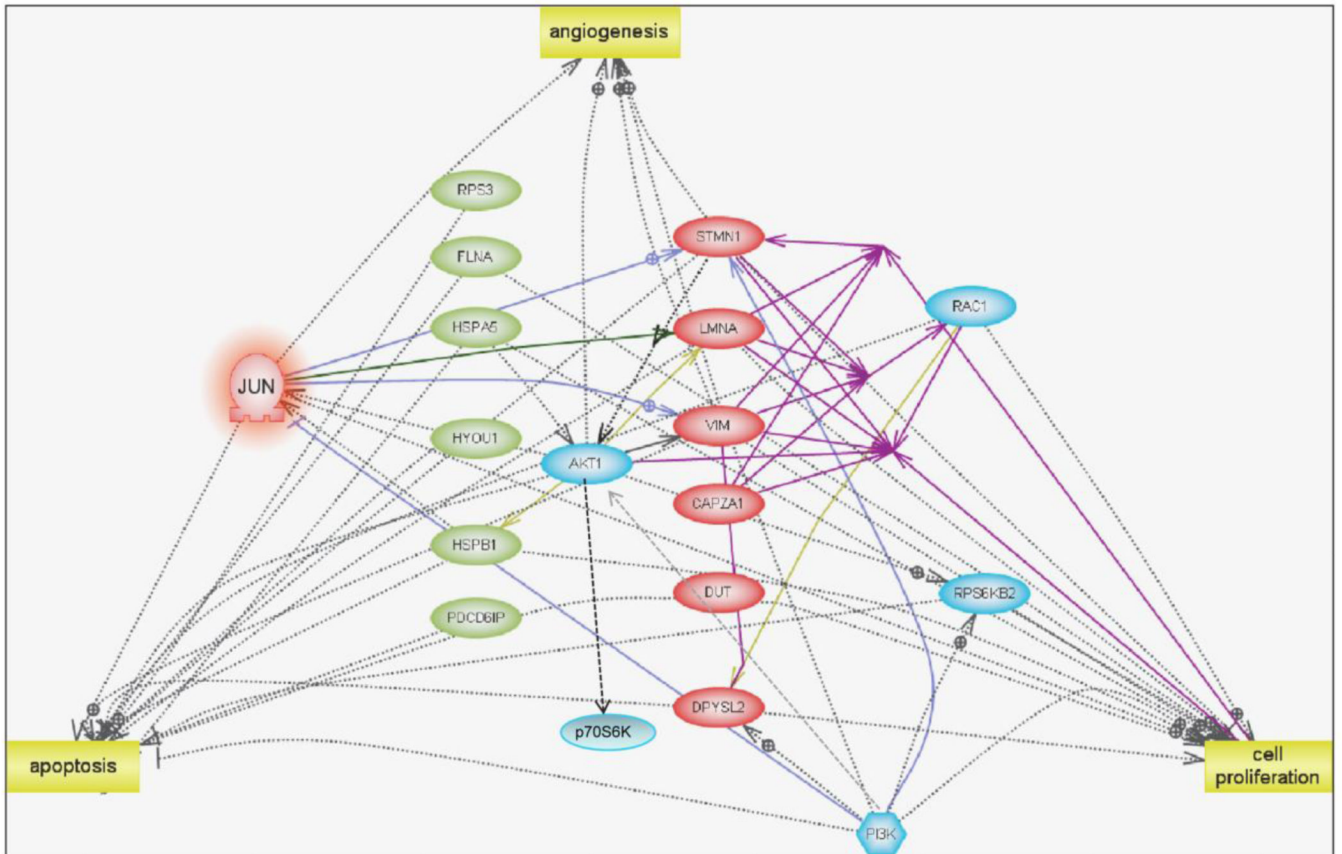 angiogenesis
RPS3
STMN1
FLNA
RAC1
HSPA5
LMNA
JUN
HYOU1
VIM
AKT1
CAPZA1
HSPB1
DUT
RPS6KB2
PDCD6IP
DPYSL2
p70S6K
apoptosis
cell
proliferation
PI3K